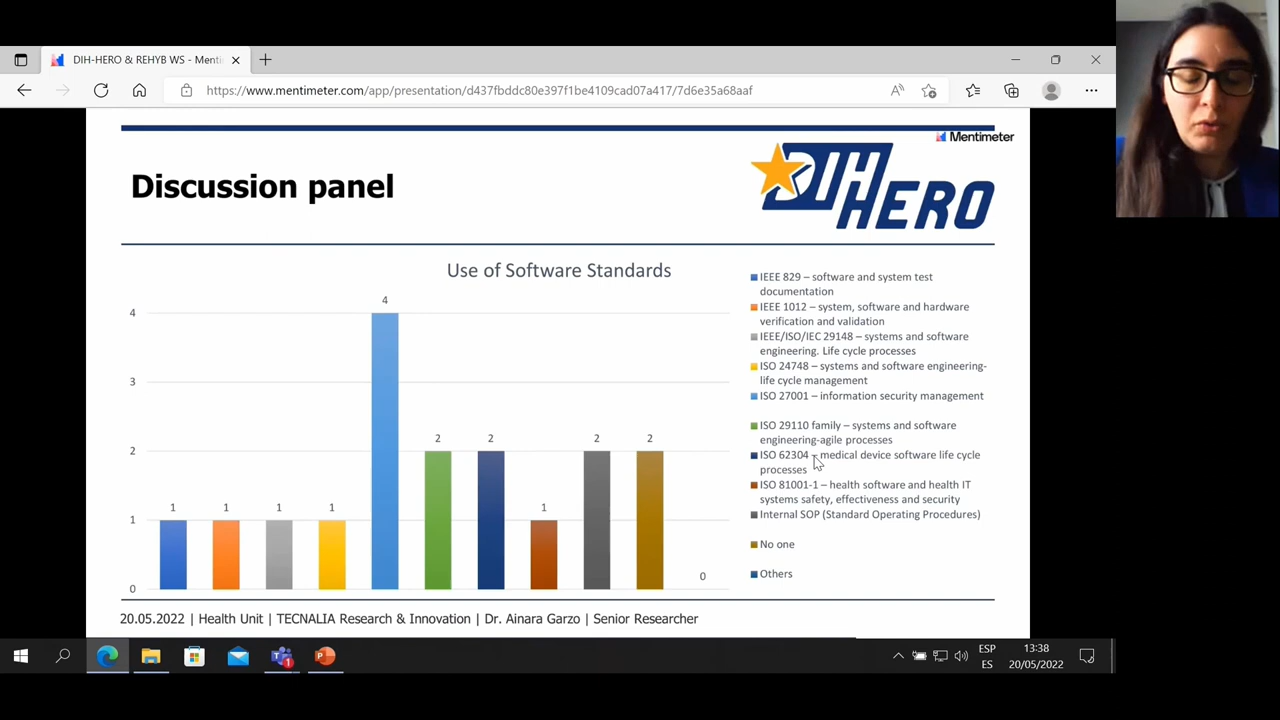 DIH-HERO & REHYB WS - Menti
https://www.mentimeter.com/app/presentation/d437fbddc80e397f1be4109cad07a417/7d6e35a68aaf
Mentimeter
Discussion panel
DIH
HERO
Use of Software Standards
4
3
2
1
0
1
1
1
1
4
2
2
1
2
2
0
IEEE 829 – software and system test
documentation
IEEE 1012 – system, software and hardware
verification and validation
IEEE/ISO/IEC 29148 – systems and software
engineering. Life cycle processes
ISO 24748 – systems and software engineering-
life cycle management
ISO 27001 – information security management
ISO 29110 family – systems and software
engineering-agile processes
ISO 62304 – medical device software life cycle
processes
ISO 81001-1 – health software and health IT
systems safety, effectiveness and security
Internal SOP (Standard Operating Procedures)
No one
Others
20.05.2022 | Health Unit | TECNALIA Research & Innovation | Dr. Ainara Garzo | Senior Researcher
ESP
ES
13:38
20/05/2022